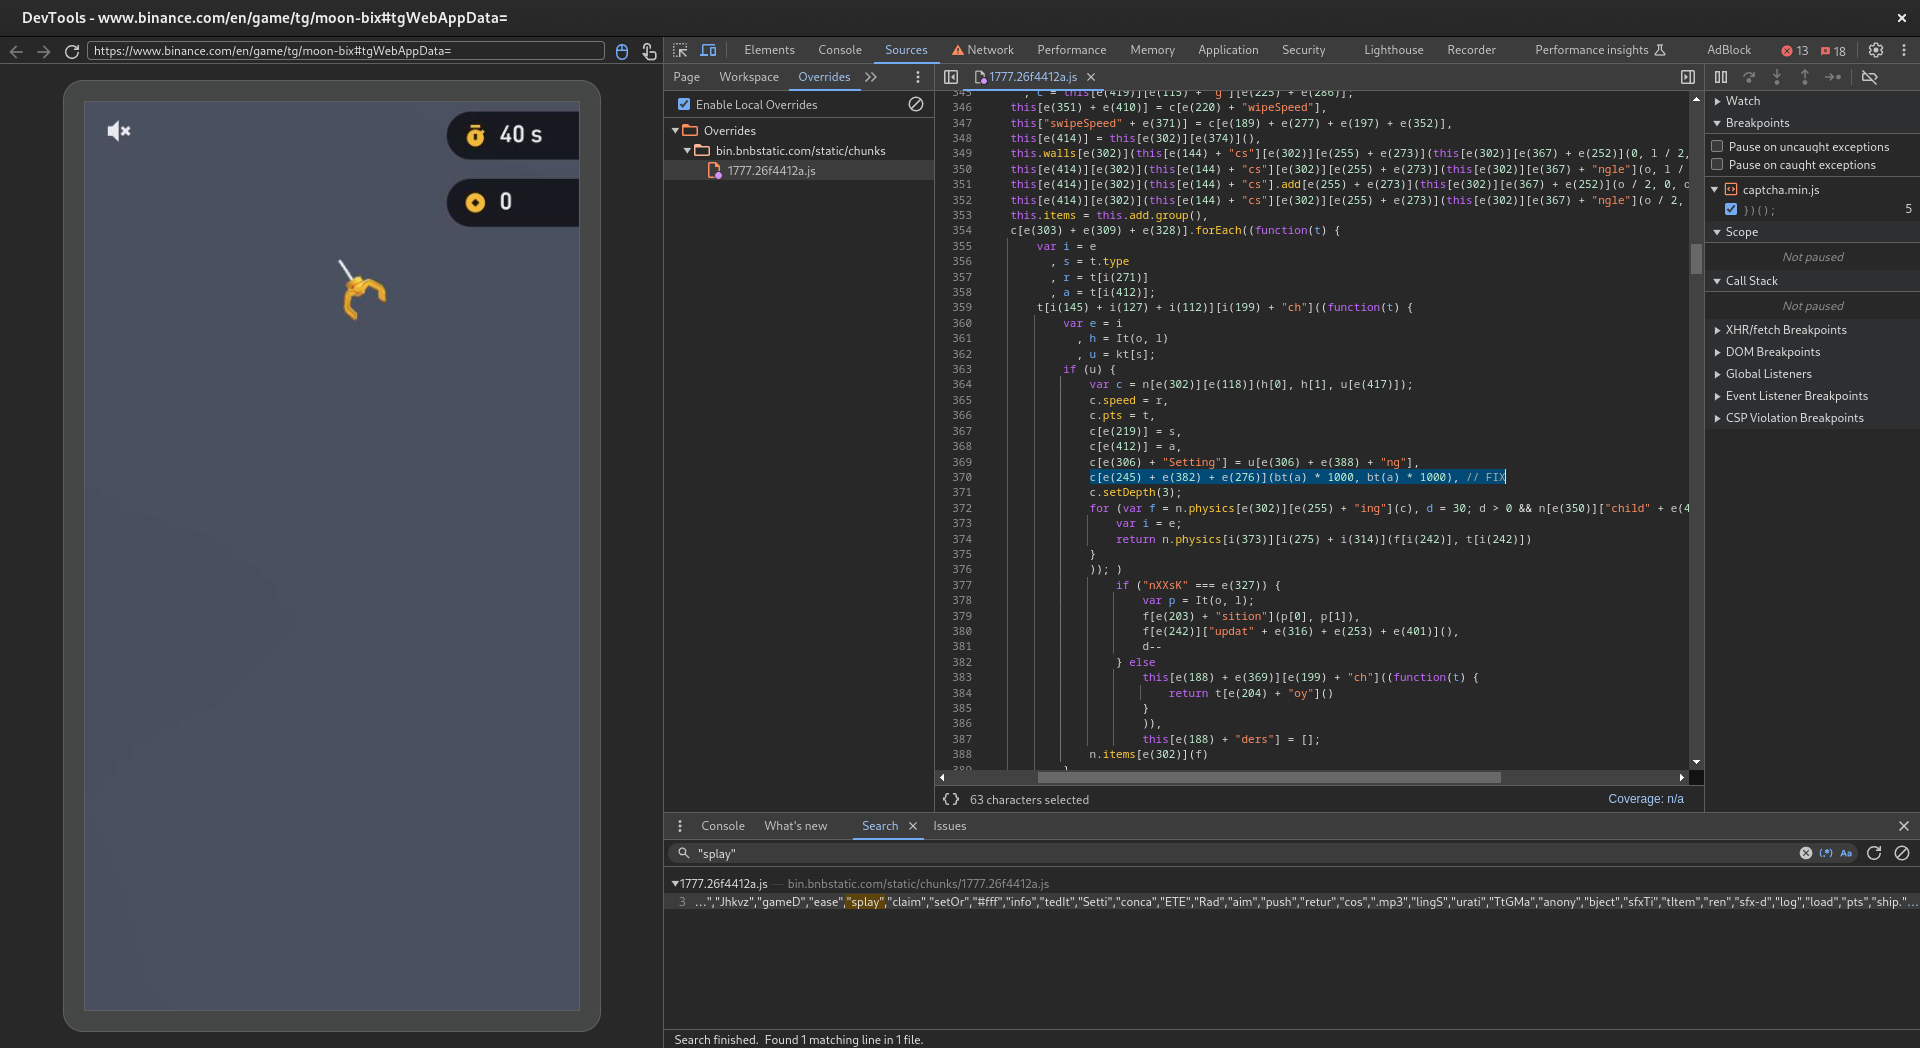 DevTools - www.binance.com/en/game/tg/moon-bix#tgWebAppData=
https://www.binance.com/en/game/tg/moon-bix#tgWebAppData=
Elements Console Sources Network Performance Memory Application Security Lighthouse Recorder Performance insights AdBlock 13 18
40 s
0
Page Workspace Overrides
Enable Local Overrides
Overrides
bin.bnbstatic.com/static/chunks
1777.26f4412a.js
1777.26f4412a.js
345 , c = this[e(419)][e(115) + "g"][e(225) + e(286)];
346 this[e(351) + e(410)] = c[e(220) + "wipeSpeed"],
347 this["swipeSpeed" + e(371)] = c[e(189) + e(277) + e(197) + e(352)],
348 this[e(414)] = this[e(302)][e(374)](),
349 this.walls[e(302)](this[e(144) + "cs"][e(302)][e(255) + e(273)](this[e(302)][e(367) + e(252)](0, l / 2,
350 this[e(414)][e(302)](this[e(144) + "cs"][e(302)][e(255) + e(273)](this[e(302)][e(367) + "ngle"](o, l /
351 this[e(414)][e(302)](this[e(144) + "cs"].add[e(255) + e(273)](this[e(302)][e(367) + e(252)](o / 2, 0, o
352 this[e(414)][e(302)](this[e(144) + "cs"][e(302)][e(255) + e(273)](this[e(302)][e(367) + "ngle"](o / 2,
353 this.items = this.add.group(),
354 c[e(303) + e(309) + e(328)].forEach((function(t) {
355 var i = e
356 , s = t.type
357 , r = t[i(271)]
358 , a = t[i(412)];
359 t[i(145) + i(127) + i(112)][i(199) + "ch"]((function(t) {
360 var e = i
361 , h = It(o, l)
362 , u = kt[s];
363 if (u) {
364 var c = n[e(302)][e(118)](h[0], h[1], u[e(417)]);
365 c.speed = r,
366 c.pts = t,
367 c[e(219)] = s,
368 c[e(412)] = a,
369 c[e(306) + "Setting"] = u[e(306) + e(388) + "ng"],
370 c[e(245) + e(382) + e(276)](bt(a) * 1000, bt(a) * 1000), // FIX
371 c.setDepth(3);
372 for (var f = n.physics[e(302)][e(255) + "ing"](c), d = 30; d > 0 && n[e(350)]["child" + e(4
373 var i = e;
374 return n.physics[i(373)][i(275) + i(314)](f[i(242)], t[i(242)])
375 }
376 )); )
377 if ("nXXsK" === e(327)) {
378 var p = It(o, l);
379 f[e(203) + "sition"](p[0], p[1]),
380 f[e(242)]["updat" + e(316) + e(253) + e(401)](),
381 d--
382 } else
383 this[e(188) + e(369)][e(199) + "ch"]((function(t) {
384 return t[e(204) + "oy"]()
385 }
386 )),
387 this[e(188) + "ders"] = [];
388 n.items[e(302)](f)
389 }
63 characters selected
Coverage: n/a
Watch
Breakpoints
Pause on uncaught exceptions
Pause on caught exceptions
captcha.min.js
})(); 5
Scope
Not paused
Call Stack
Not paused
XHR/fetch Breakpoints
DOM Breakpoints
Global Listeners
Event Listener Breakpoints
CSP Violation Breakpoints
Console What's new Search Issues
"splay"
(.*) Aa
1777.26f4412a.js — bin.bnbstatic.com/static/chunks/1777.26f4412a.js
3 …","Jhkvz","gameD","ease","splay","claim","setOr","#fff","info","tedIt","Setti","conca","ETE","Rad","aim","push","retur","cos",".mp3","lingS","urati","TtGMa","anony","bject","sfxTi","tItem","ren","sfx-d","log","load","pts","ship."…
Search finished. Found 1 matching line in 1 file.